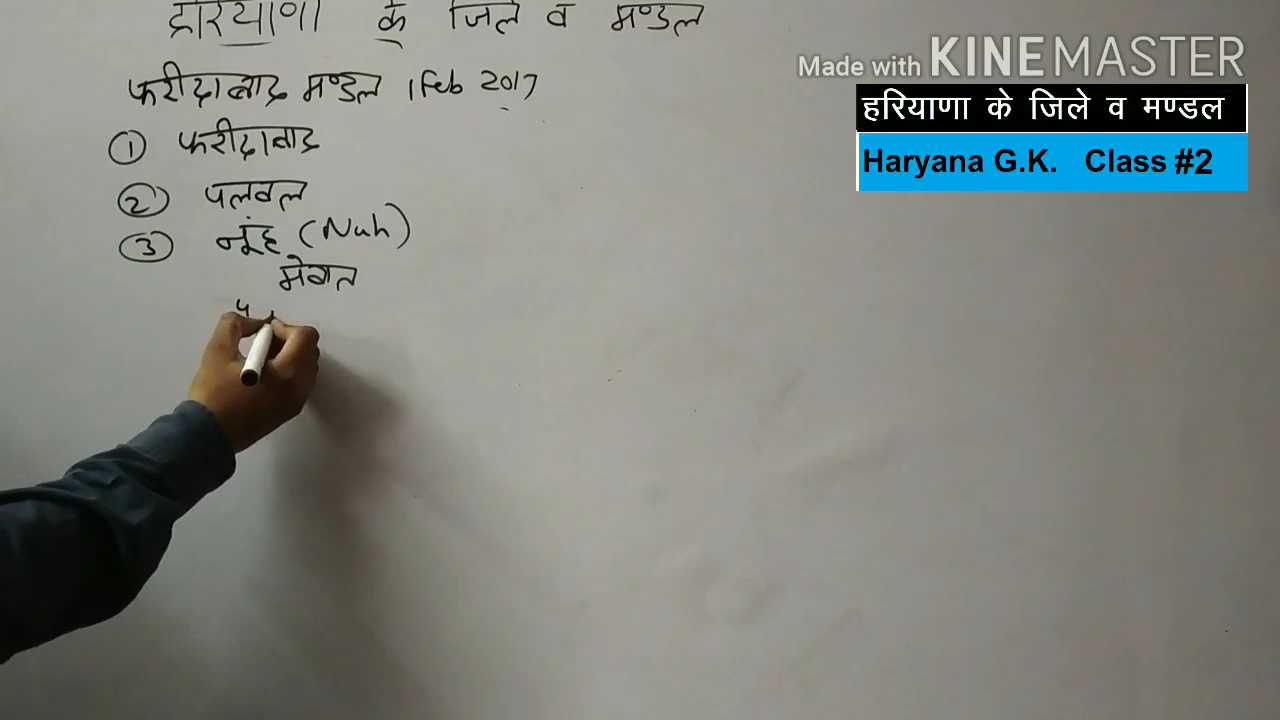 हरियाणा के जिले व मण्डल
Made with KINEMASTER
हरियाणा के जिले व मण्डल
Haryana G.K. Class #2
फरीदाबाद मण्डल 1 Feb 2017
① फरीदाबाद
② पलवल
③ नूंह (Nuh)
मेवात